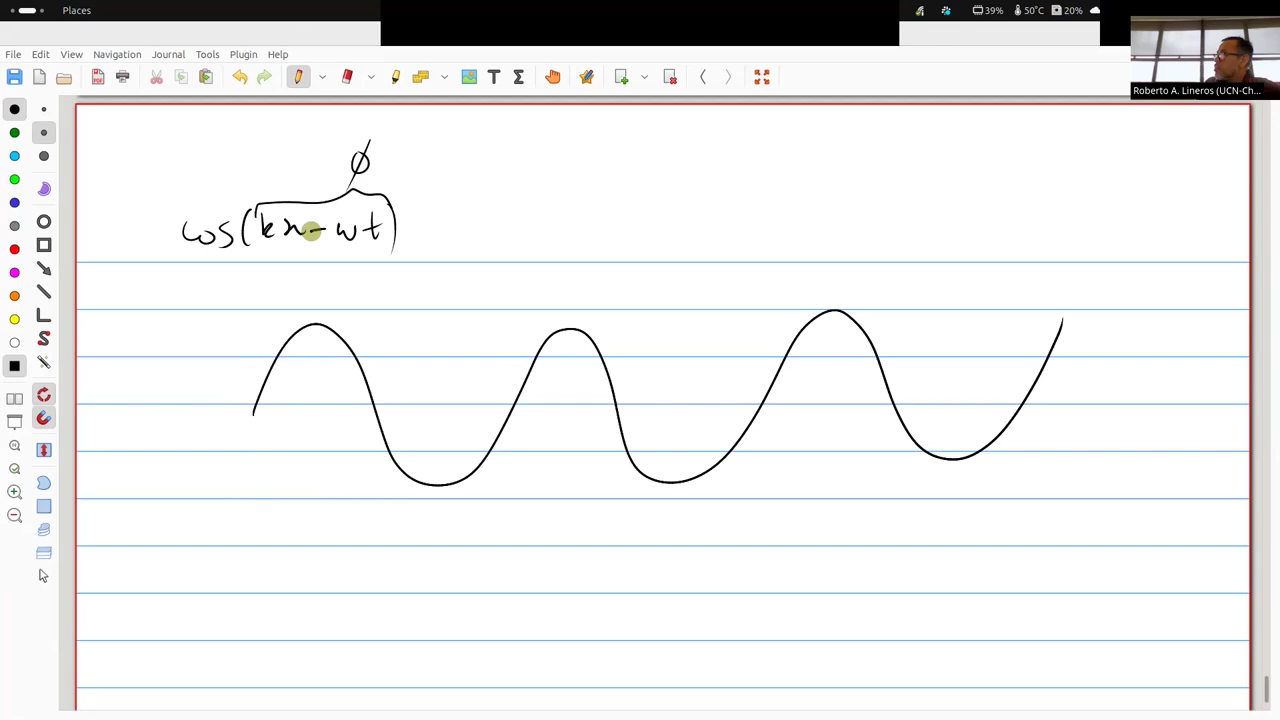 Places
39%
50°C
20%
File Edit View Navigation Journal Tools Plugin Help
Roberto A. Lineros (UCN-Ch...
ϕ
cos(kx-wt)